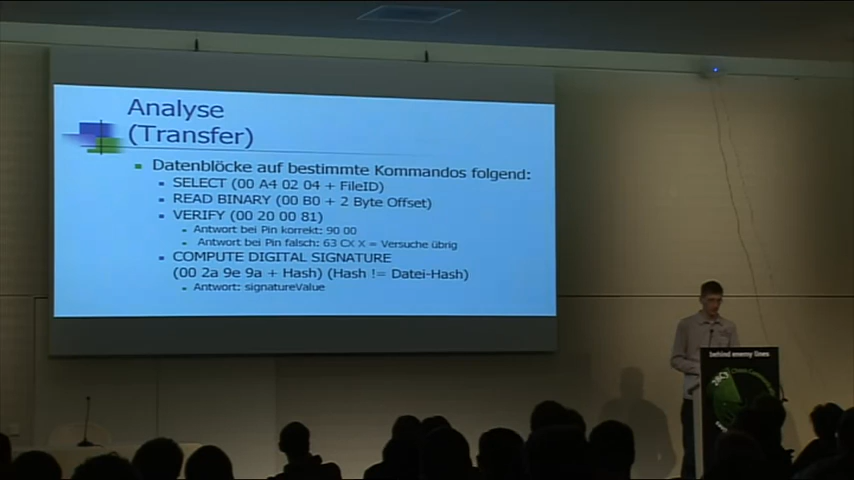 Analyse
(Transfer)
Datenblöcke auf bestimmte Kommandos folgend:
SELECT (00 A4 02 04 + FileID)
READ BINARY (00 B0 + 2 Byte Offset)
VERIFY (00 20 00 81)
Antwort bei Pin korrekt: 90 00
Antwort bei Pin falsch: 63 CX X = Versuche übrig
COMPUTE DIGITAL SIGNATURE
(00 2a 9e 9a + Hash) (Hash != Datei-Hash)
Antwort: signatureValue
behind enemy lines